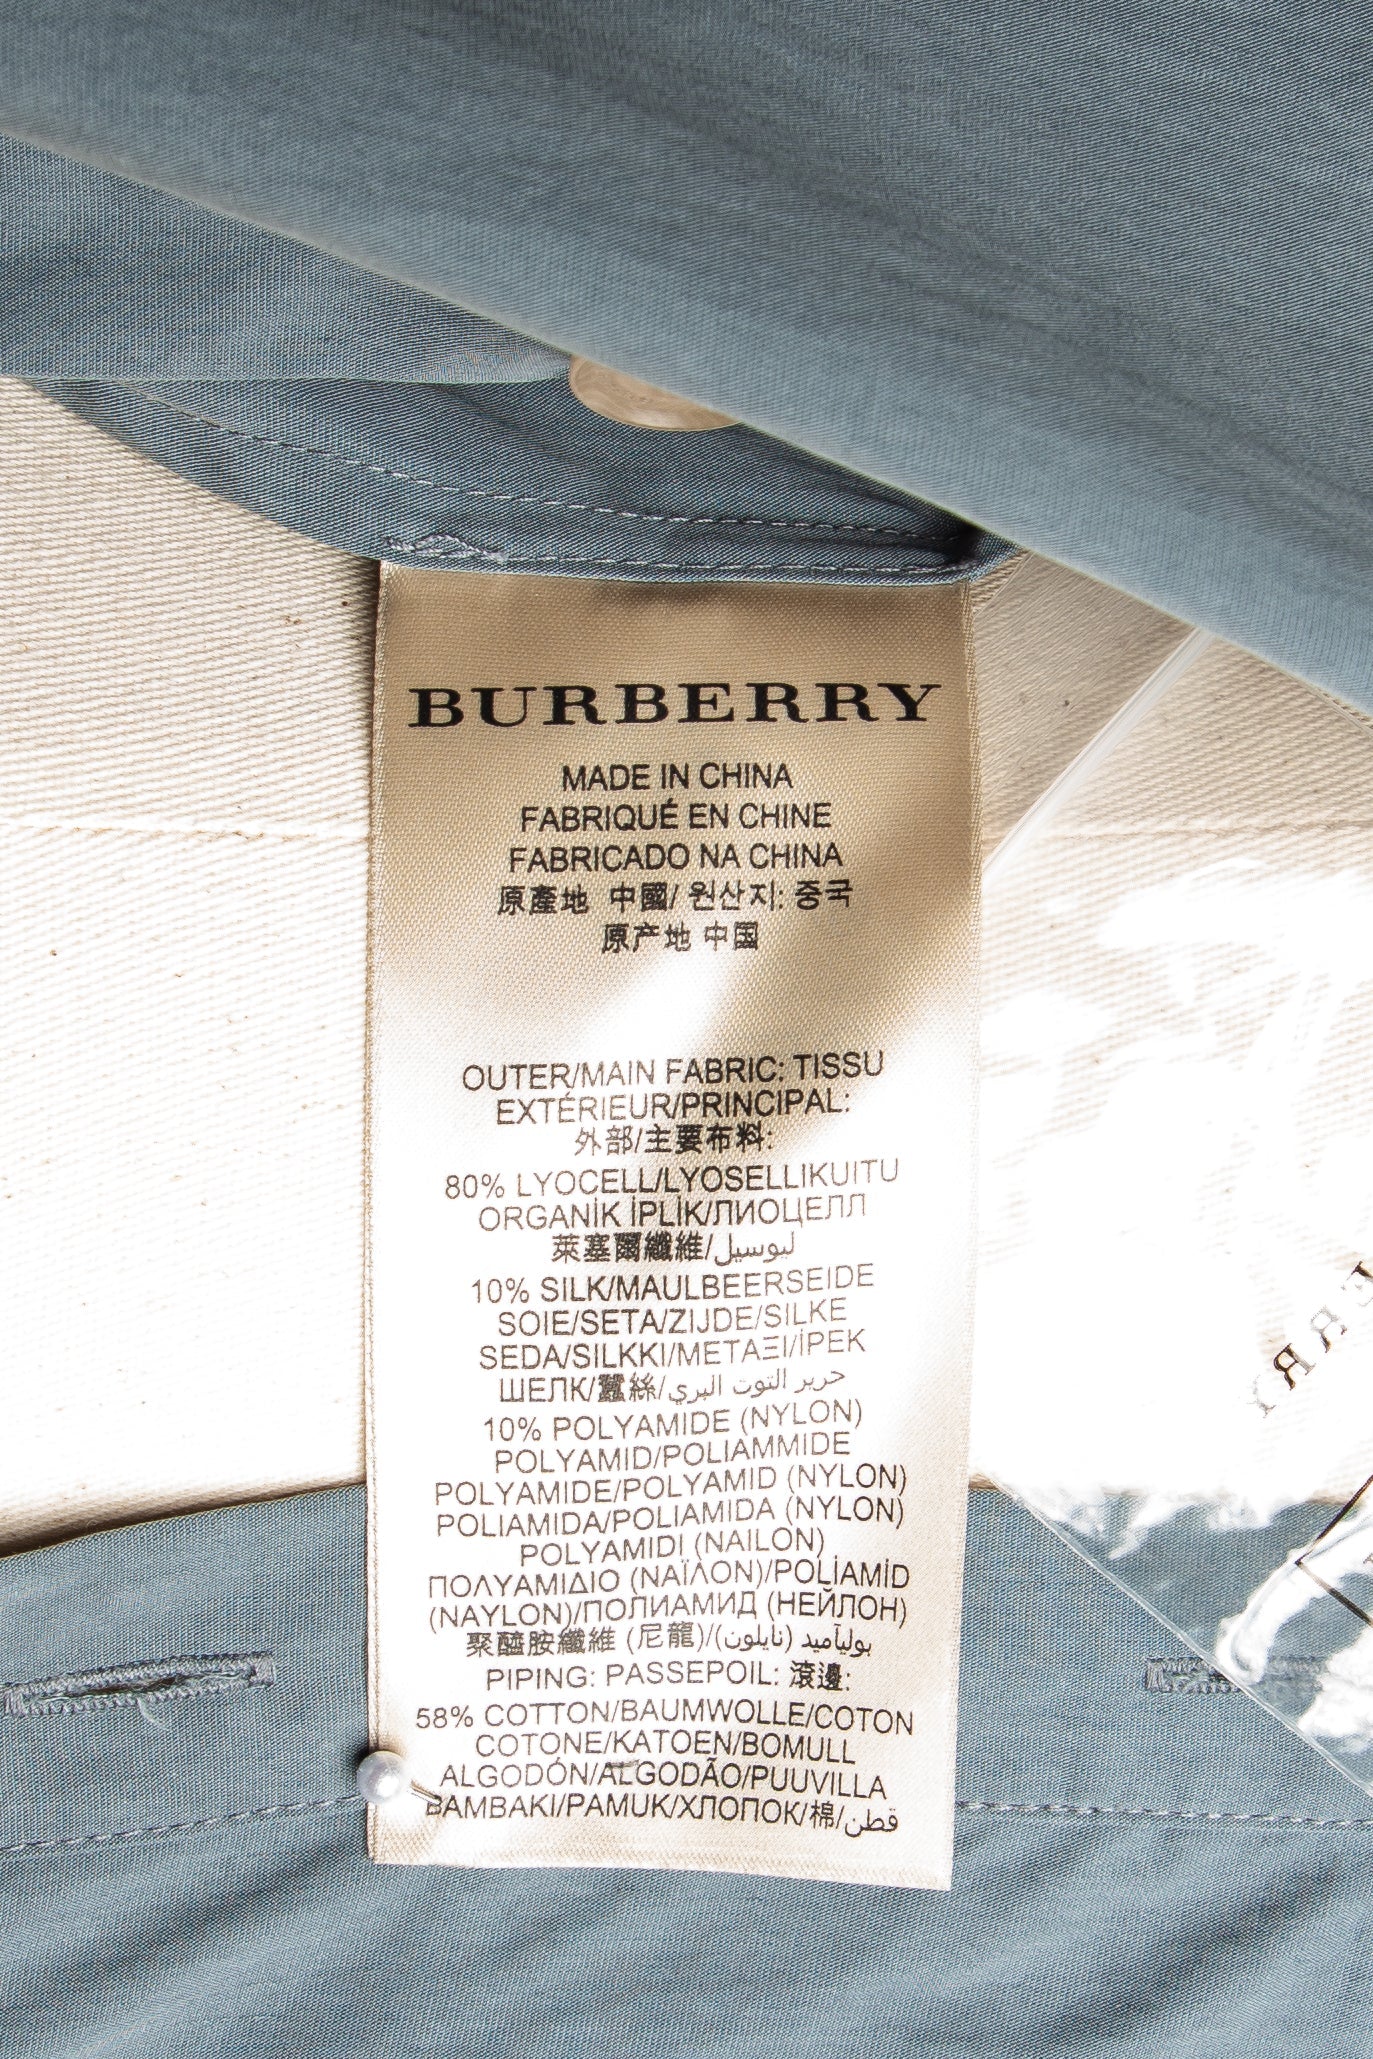 BURBERRY
MADE IN CHINA
FABRIQUÉ EN CHINE
FABRICADO NA CHINA
原產地 中國/ 원산지: 중국
原产地 中国
OUTER/MAIN FABRIC: TISSU
EXTÉRIEUR/PRINCIPAL:
外部/主要布料:
80% LYOCELL/LYOSELLIKUITU
ORGANİK İPLİK/ЛИОЦЕЛЛ
萊塞爾纖維/ليوسيل
10% SILK/MAULBEERSEIDE
SOIE/SETA/ZIJDE/SILKE
SEDA/SILKKI/ΜΕΤΑΞΙ/İPEK
ШЕЛК/蠶絲/حرير التوت البري
10% POLYAMIDE (NYLON)
POLYAMID/POLIAMMIDE
POLYAMIDE/POLYAMID (NYLON)
POLIAMIDA/POLIAMIDA (NYLON)
POLYAMIDI (NAILON)
ΠΟΛΥΑΜΙΔΙΟ (ΝΑΪΛΟΝ)/POLİAMİD
(NAYLON)/ПОЛИАМИД (НЕЙЛОН)
聚醯胺纖維 (尼龍)/بوليآميد (نايلون)
PIPING: PASSEPOIL: 滾邊:
58% COTTON/BAUMWOLLE/COTON
COTONE/KATOEN/BOMULL
ALGODÓN/ALGODÃO/PUUVILLA
BAMBAKI/PAMUK/ХЛОПОК/棉/قطن